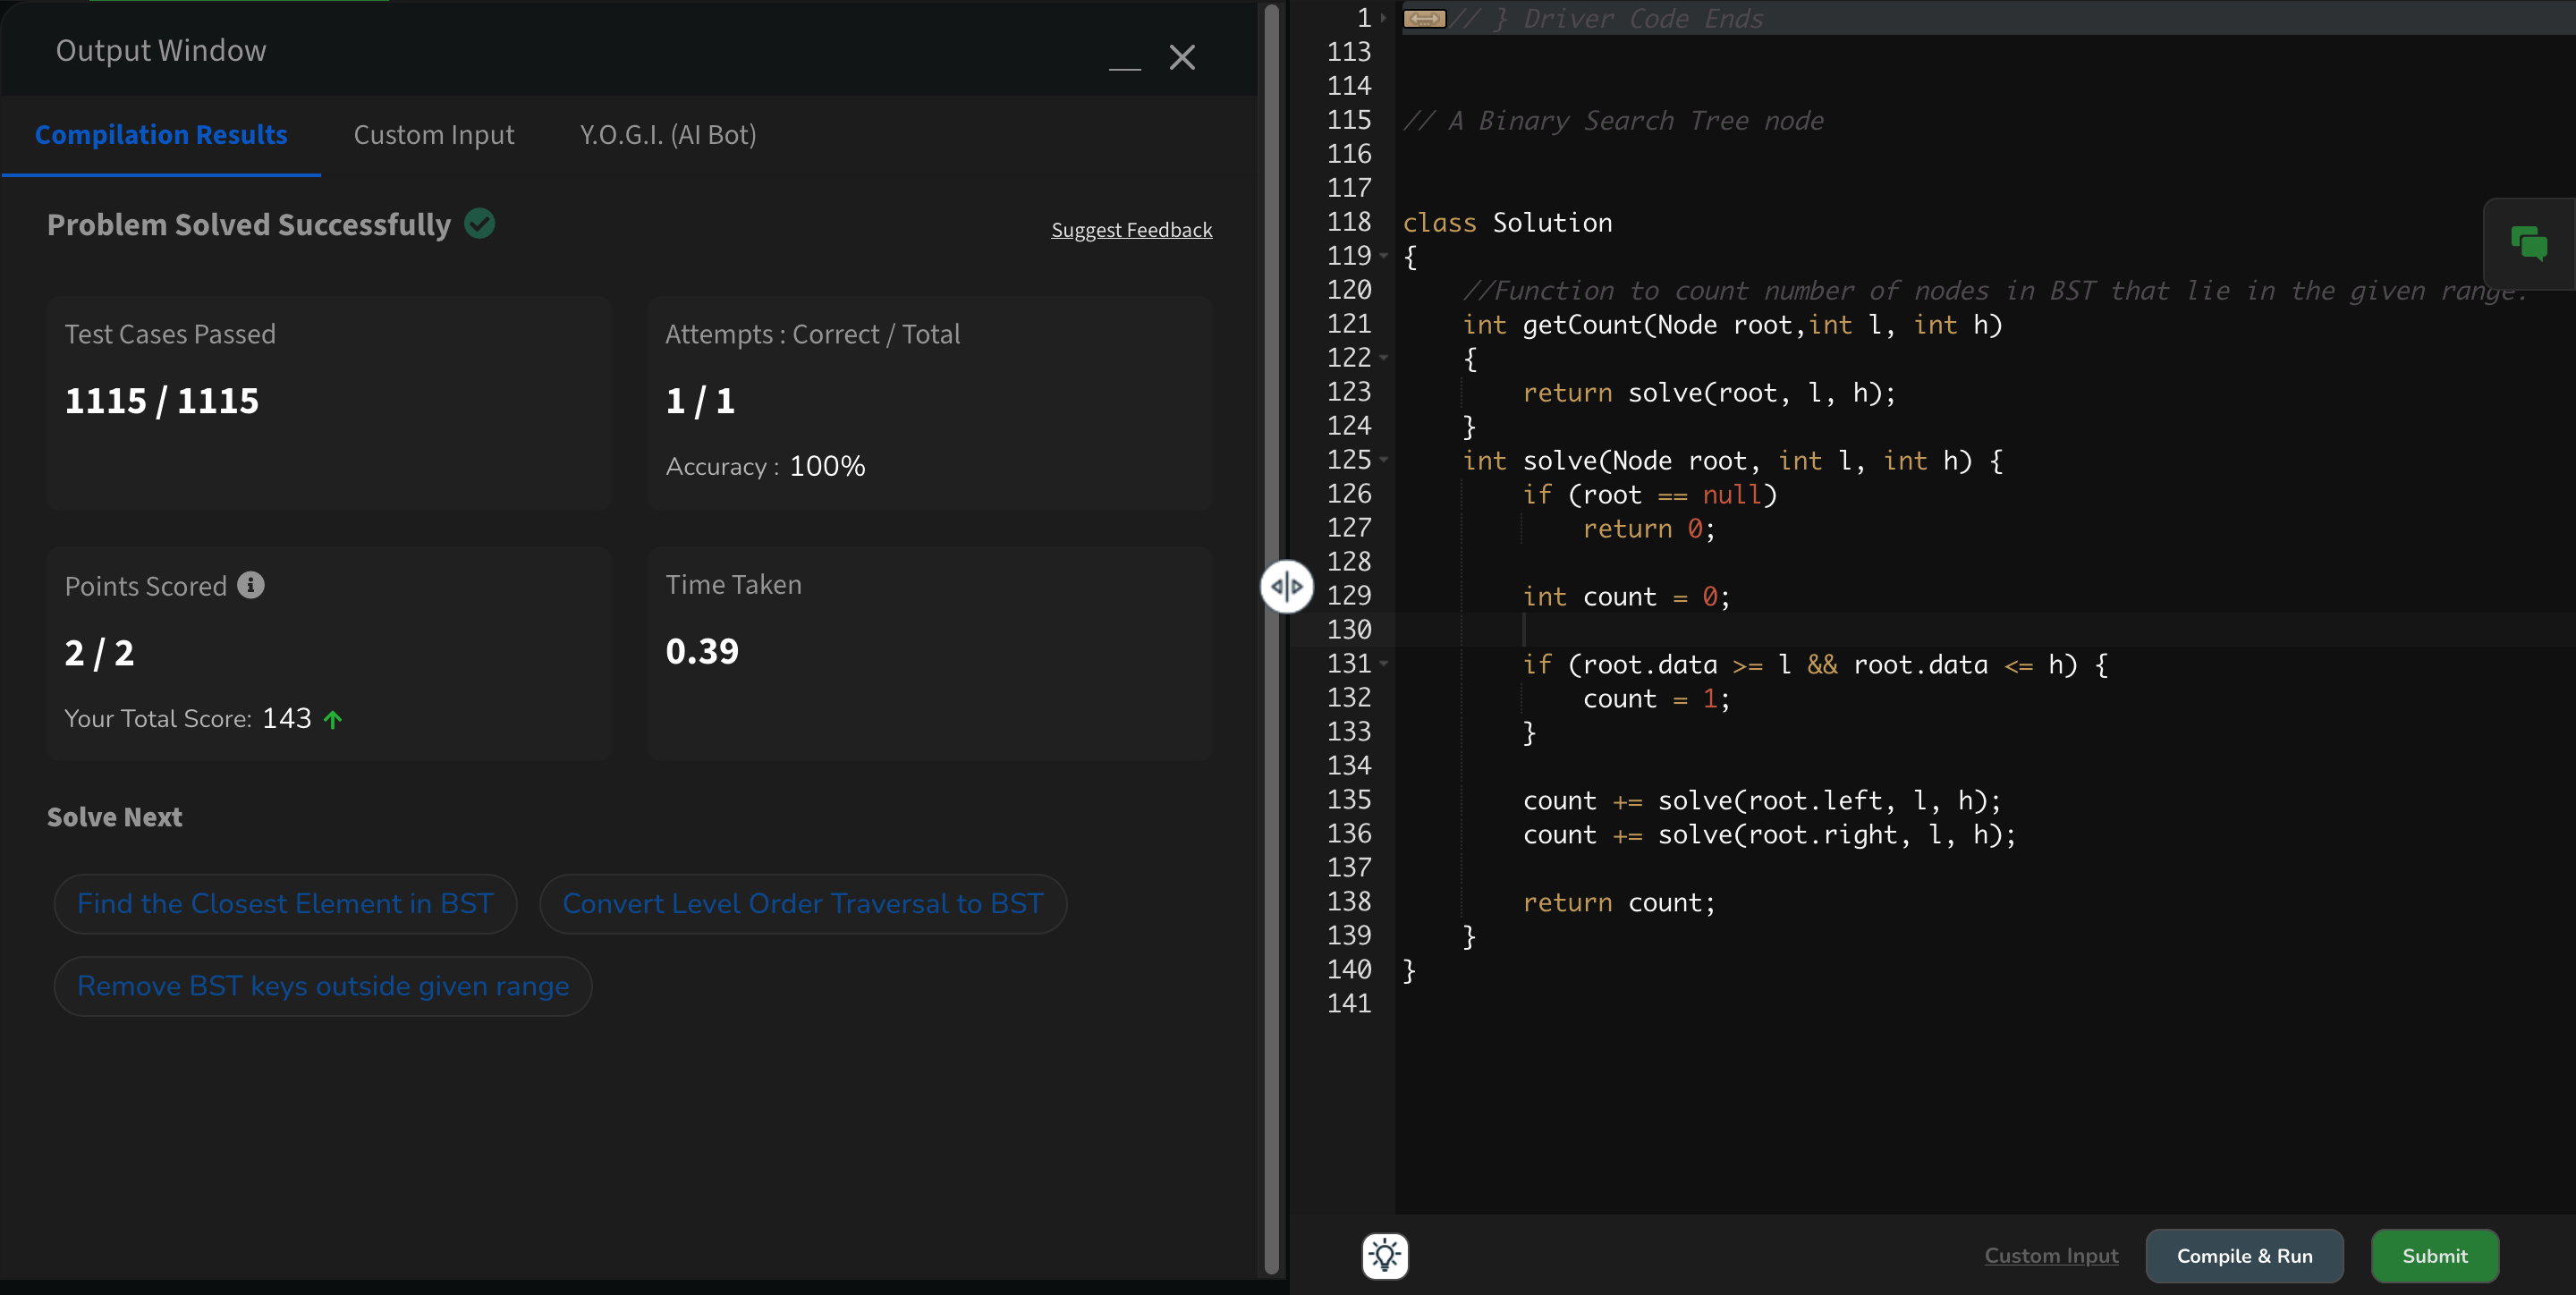 Output Window
Compilation Results Custom Input Y.O.G.I. (AI Bot)
Problem Solved Successfully
Suggest Feedback
Test Cases Passed
1115 / 1115
Attempts : Correct / Total
1 / 1
Accuracy : 100%
Points Scored
2 / 2
Your Total Score: 143
Time Taken
0.39
Solve Next
Find the Closest Element in BST Convert Level Order Traversal to BST
Remove BST keys outside given range
1 // } Driver Code Ends
113
114
115 // A Binary Search Tree node
116
117
118 class Solution
119 {
120     //Function to count number of nodes in BST that lie in the given range.
121     int getCount(Node root,int l, int h)
122     {
123         return solve(root, l, h);
124     }
125     int solve(Node root, int l, int h) {
126         if (root == null)
127             return 0;
128
129         int count = 0;
130
131         if (root.data >= l && root.data <= h) {
132             count = 1;
133         }
134
135         count += solve(root.left, l, h);
136         count += solve(root.right, l, h);
137
138         return count;
139     }
140 }
141
Custom Input Compile & Run Submit